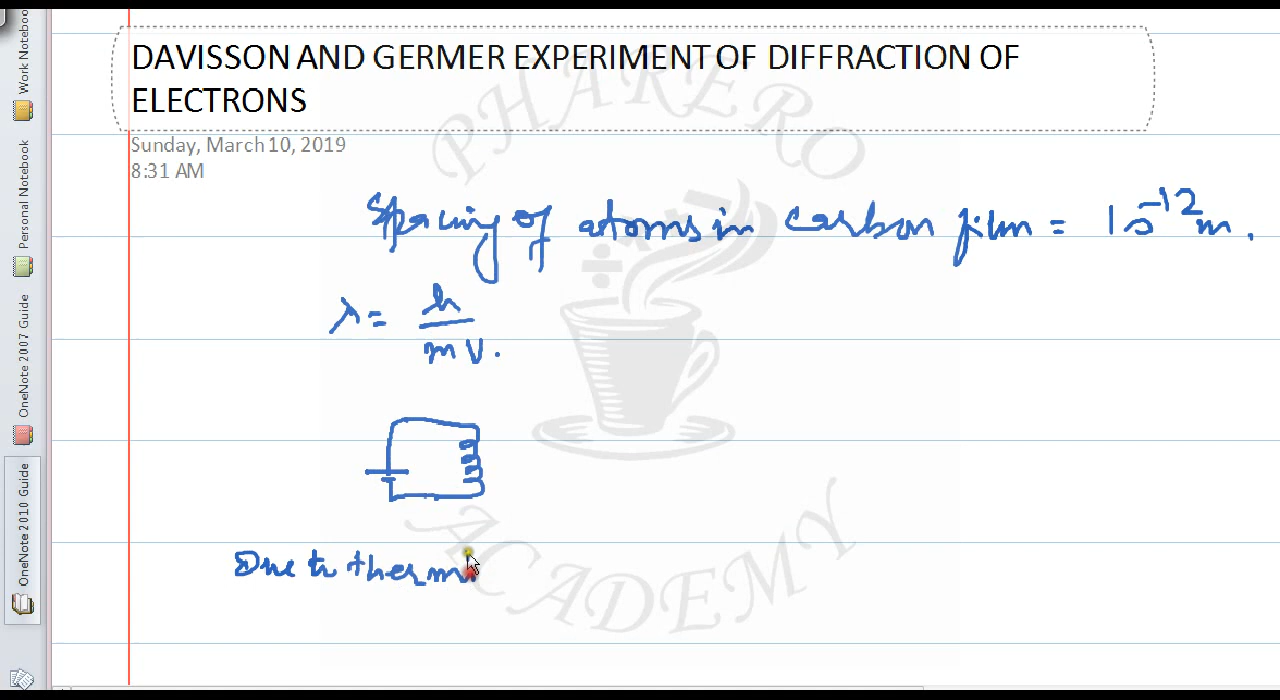 DAVISSON AND GERMER EXPERIMENT OF DIFFRACTION OF
ELECTRONS
Sunday, March 10, 2019
8:31 AM
Spacing of atoms in carbon film = 10⁻¹² m.
λ = h
mv.
Due to therm
PHARERO
ACADEMY
Work Notebook
Personal Notebook
OneNote 2007 Guide
OneNote 2010 Guide